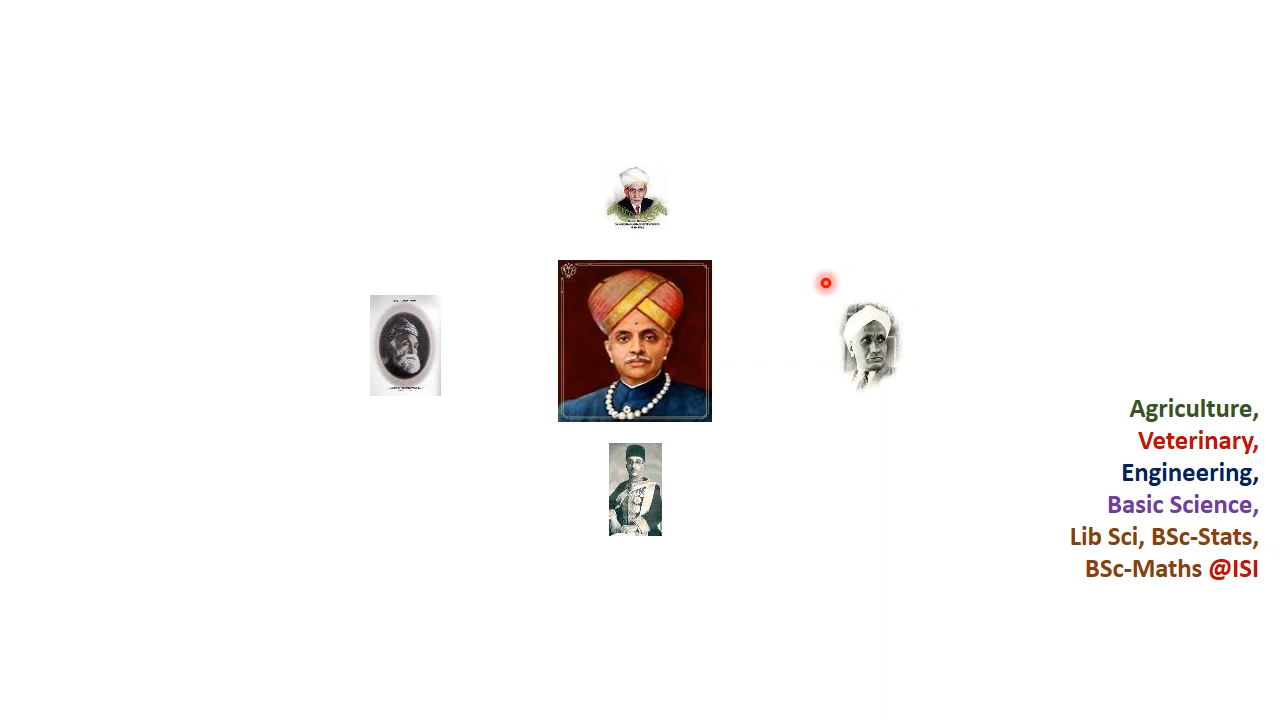 Agriculture,
Veterinary,
Engineering,
Basic Science,
Lib Sci, BSc-Stats,
BSc-Maths @ISI